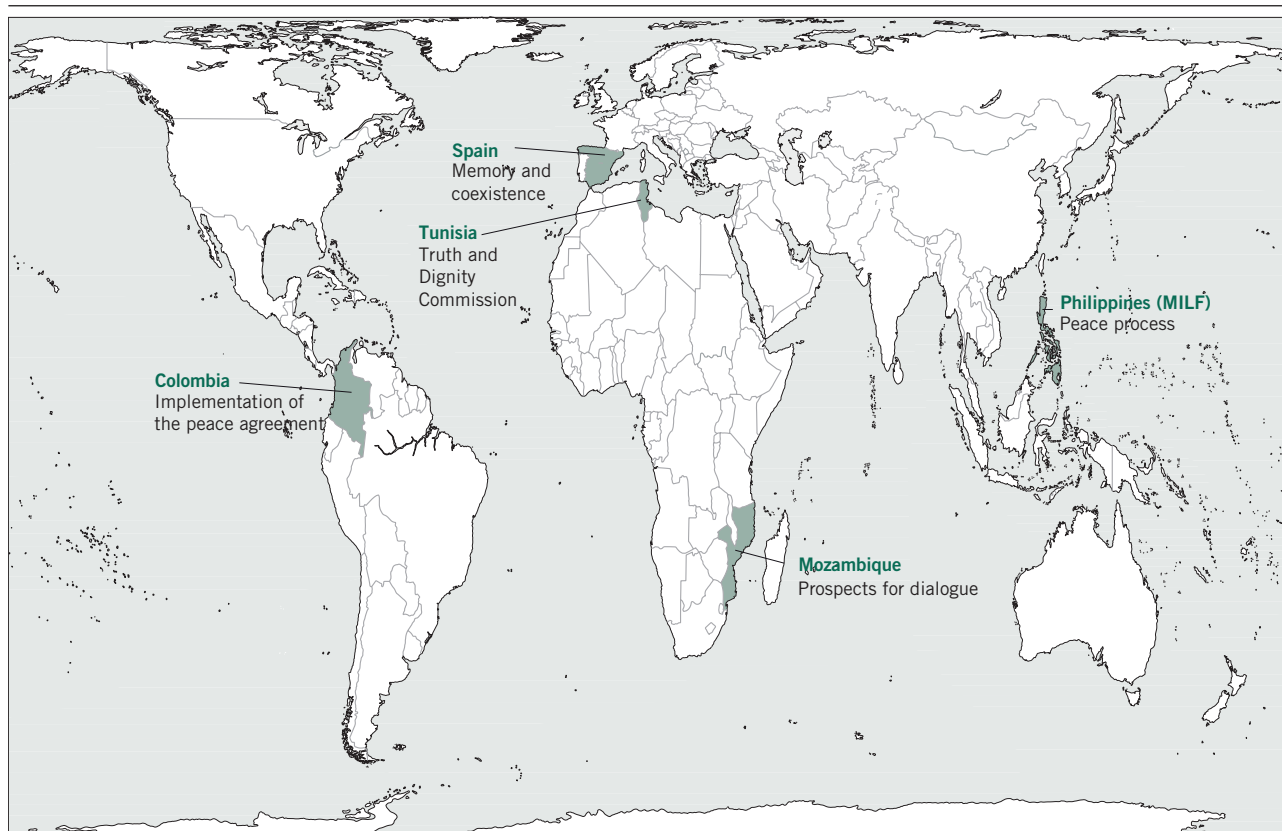 Spain
Memory and
coexistence
Tunisia
Truth and
Dignity
Commission
Philippines (MILF)
Peace process
Colombia
Implementation of
the peace agreement
Mozambique
Prospects for dialogue